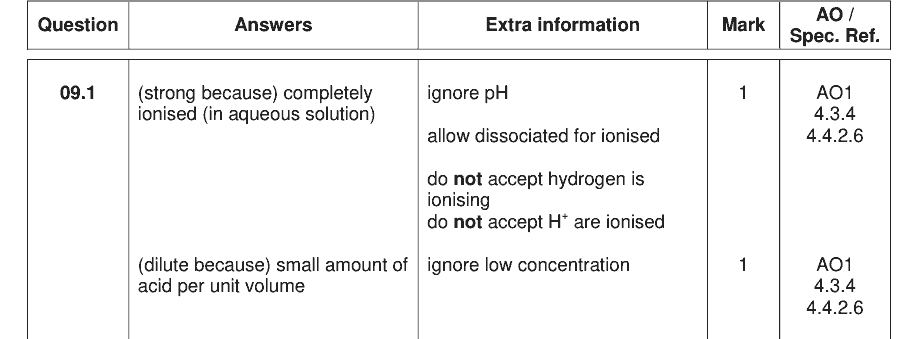 Question Answers Extra information Mark AO /
Spec. Ref.
09.1 (strong because) completely ignore pH 1 AO1
ionised (in aqueous solution) 4.3.4
allow dissociated for ionised 4.4.2.6
do not accept hydrogen is
ionising
do not accept H⁺ are ionised
(dilute because) small amount of ignore low concentration 1 AO1
acid per unit volume 4.3.4
4.4.2.6